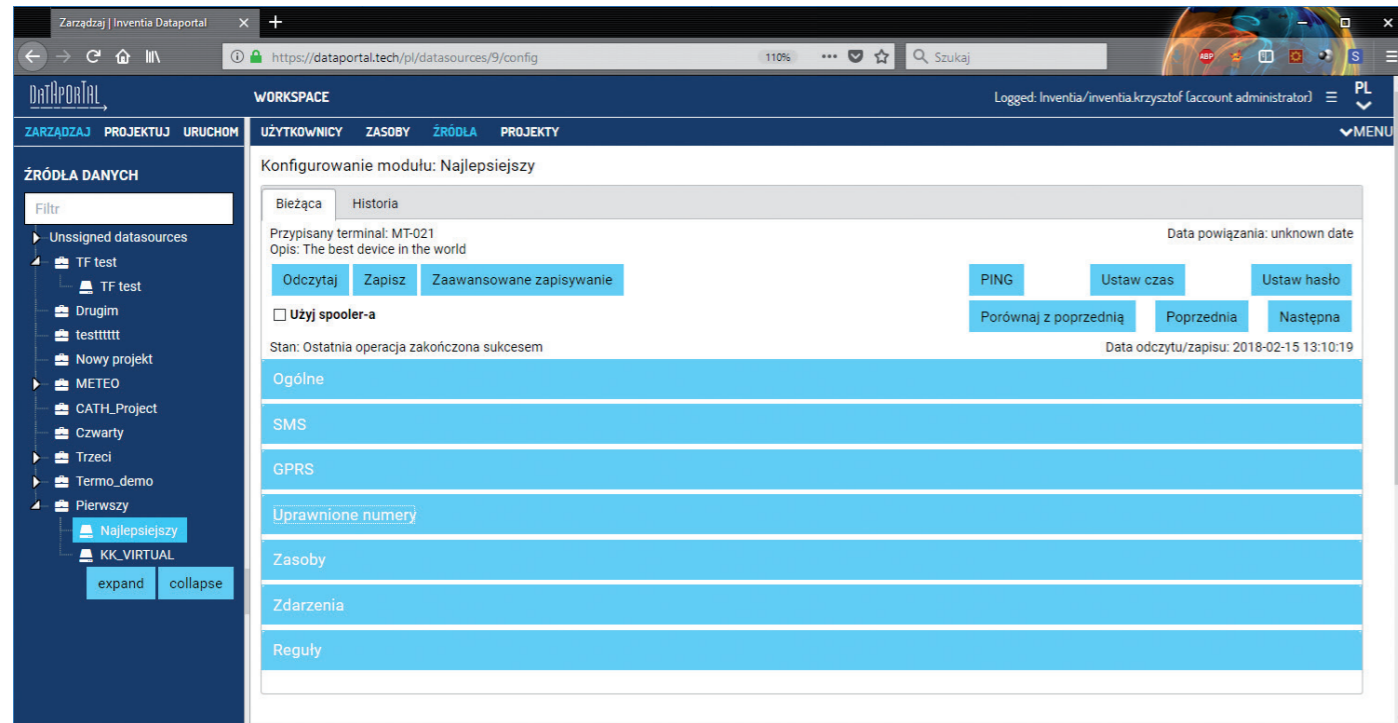 Zarządzaj | Inventia Dataportal
https://dataportal.tech/pl/datasources/9/config
110%
Szukaj
ABP
S
DATAPORTAL
WORKSPACE
Logged: Inventia/inventia.krzysztof (account administrator)
PL
ZARZĄDZAJ PROJEKTUJ URUCHOM
UŻYTKOWNICY ZASOBY ŹRÓDŁA PROJEKTY
MENU
ŹRÓDŁA DANYCH
Filtr
Unssigned datasources
TF test
TF test
Drugim
testttttt
Nowy projekt
METEO
CATH_Project
Czwarty
Trzeci
Termo_demo
Pierwszy
Najlepsiejszy
KK_VIRTUAL
expand collapse
Konfigurowanie modułu: Najlepsiejszy
Bieżąca Historia
Przypisany terminal: MT-021
Data powiązania: unknown date
Opis: The best device in the world
Odczytaj Zapisz Zaawansowane zapisywanie
PING Ustaw czas Ustaw hasło
Użyj spooler-a
Porównaj z poprzednią Poprzednia Następna
Stan: Ostatnia operacja zakończona sukcesem
Data odczytu/zapisu: 2018-02-15 13:10:19
Ogólne
SMS
GPRS
Uprawnione numery
Zasoby
Zdarzenia
Reguły